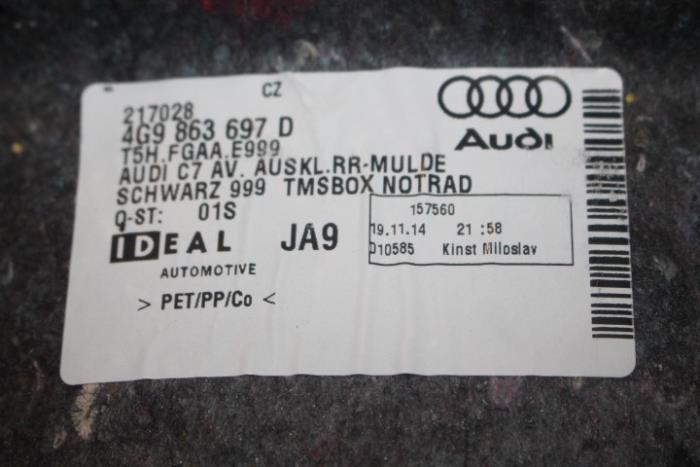 CZ
217028
4G9 863 697 D
T5H.FGAA.E999
AUDI C7 AV. AUSKL.RR-MULDE
SCHWARZ 999 TMSBOX NOTRAD
Q-ST: 01S
IDEAL
AUTOMOTIVE
JA9
> PET/PP/Co <
Audi
157560
19.11.14 21:58
D10585 Kinst Miloslav